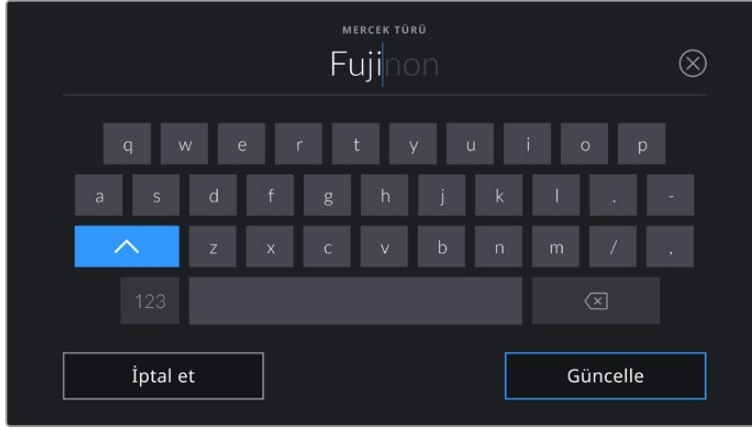 MERCEK TÜRÜ
Fujinon
q w e r t y u i o p
a s d f g h j k l . -
z x c v b n m / ,
123
İptal et Güncelle